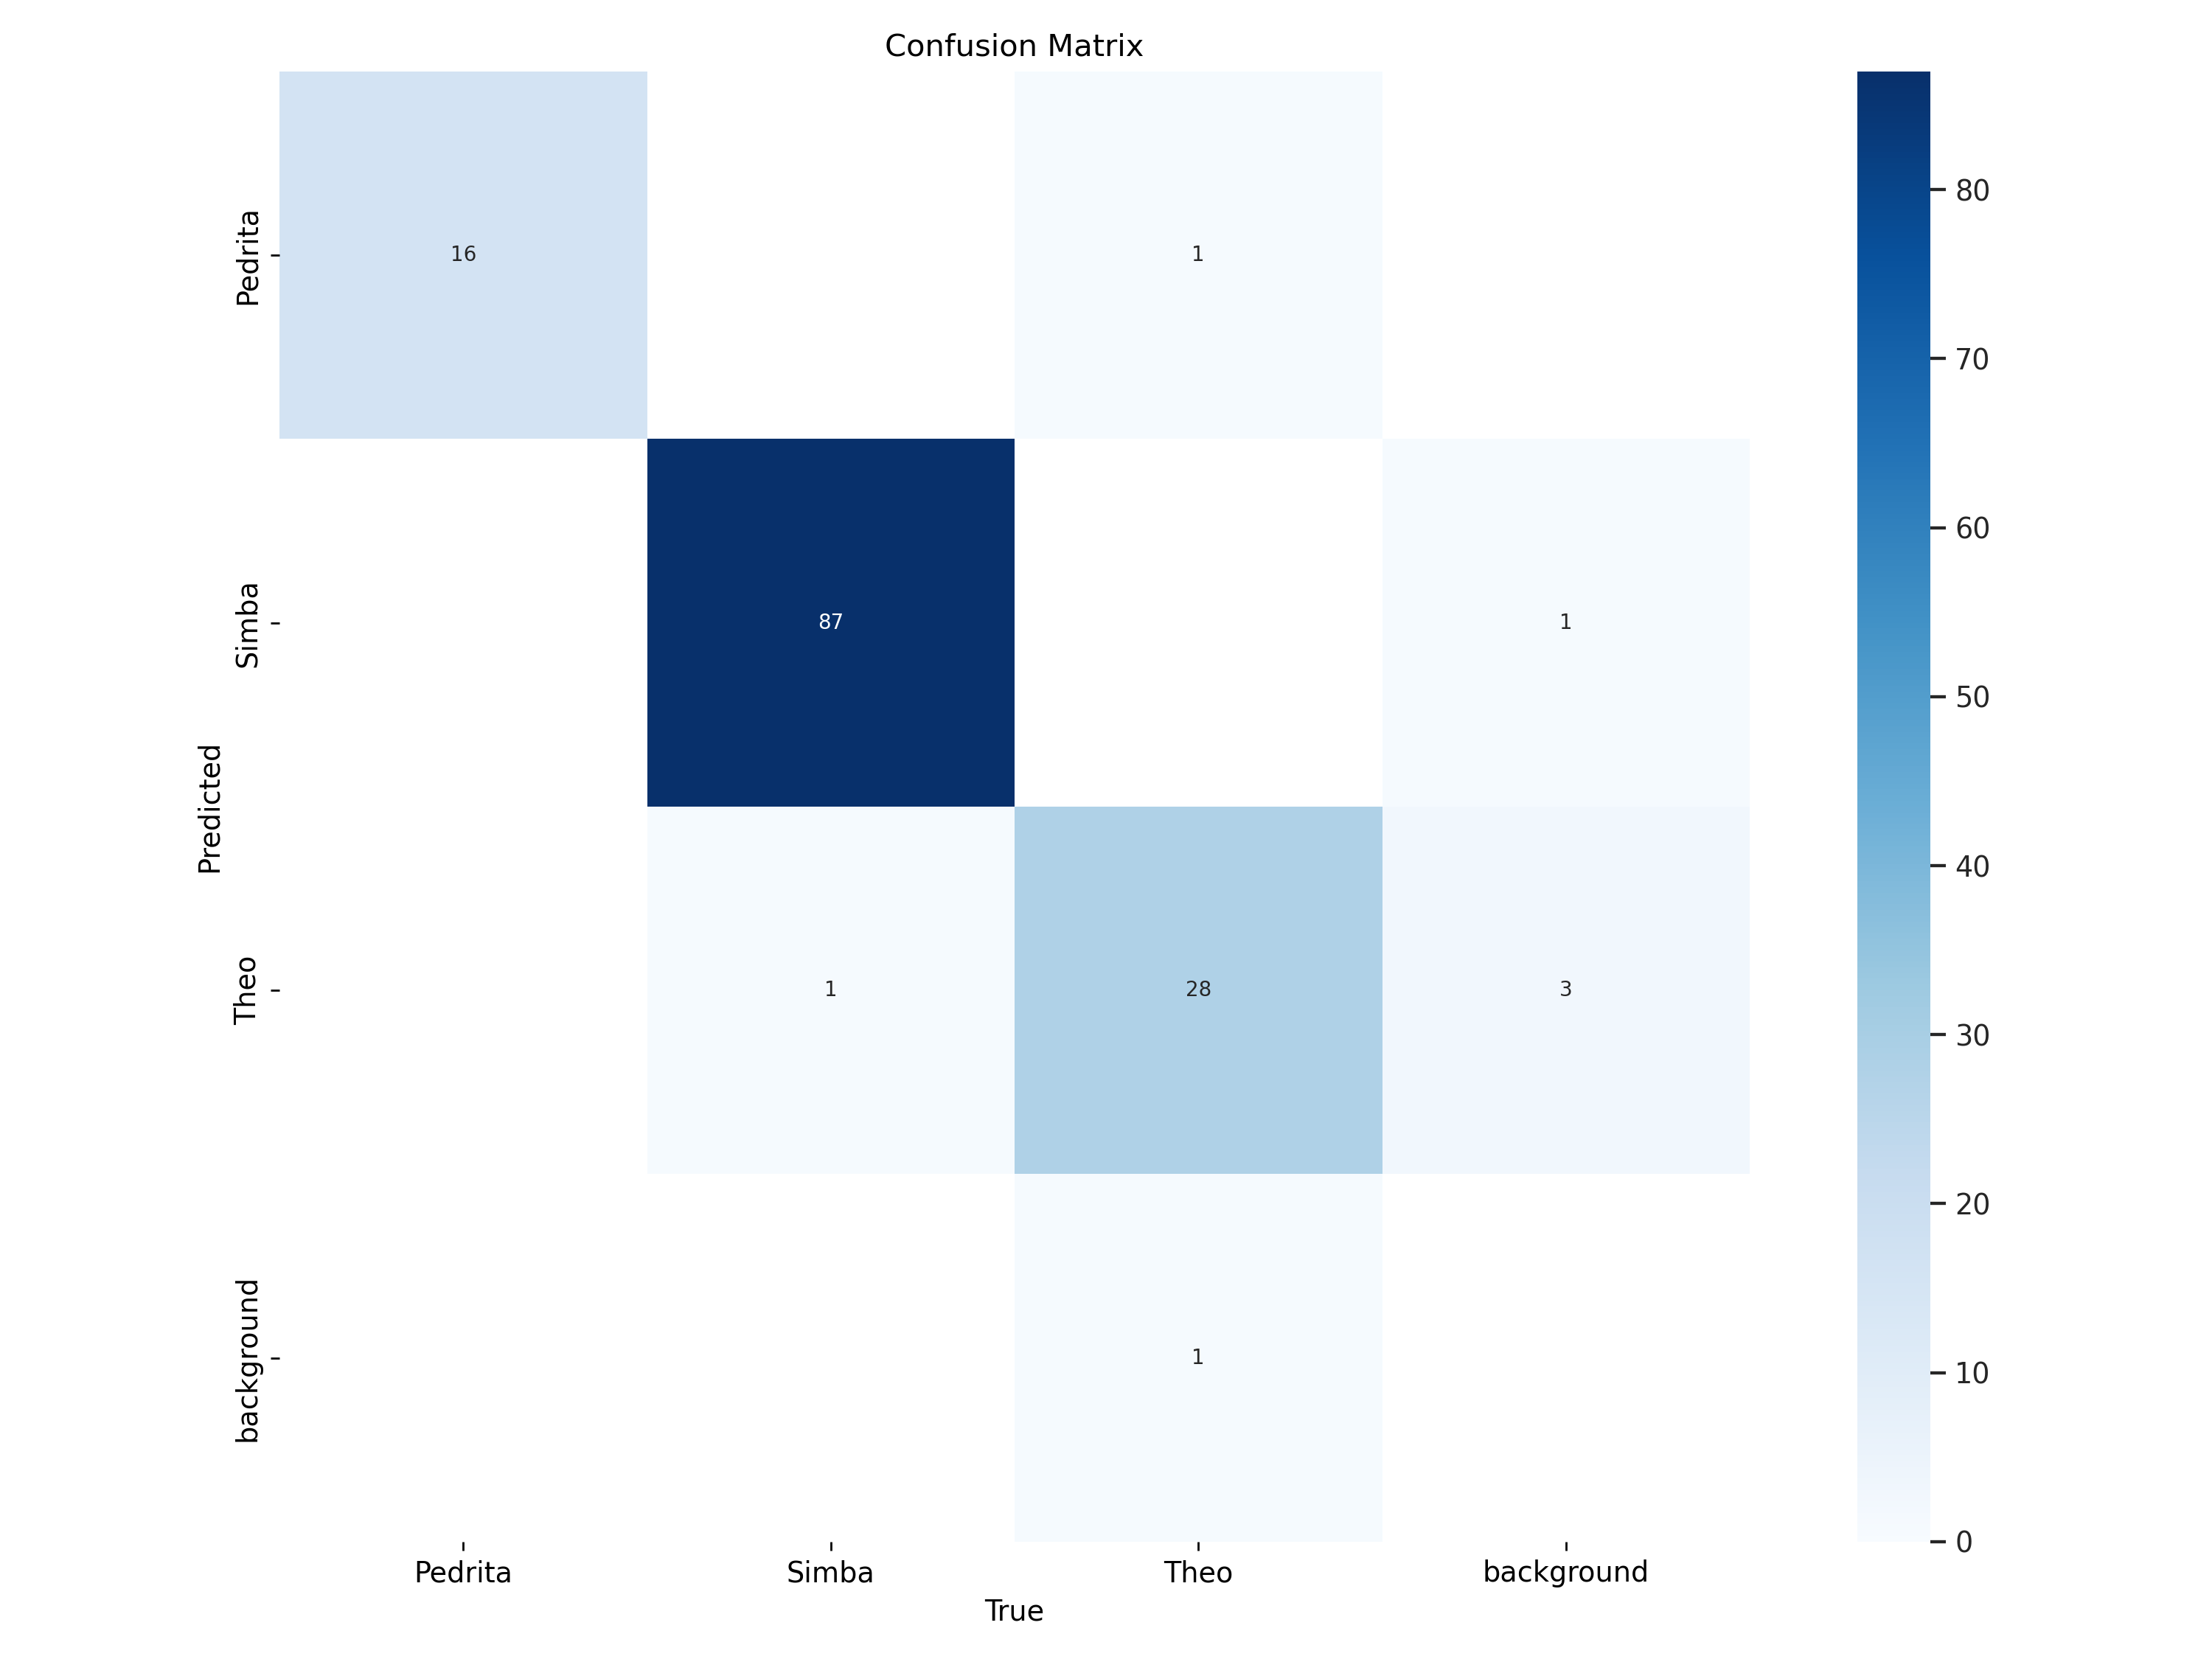 Confusion Matrix
Pedrita
16
1
Simba
87
1
Theo
1
28
3
background
1
Predicted
Pedrita
Simba
Theo
background
True
80
70
60
50
40
30
20
10
0